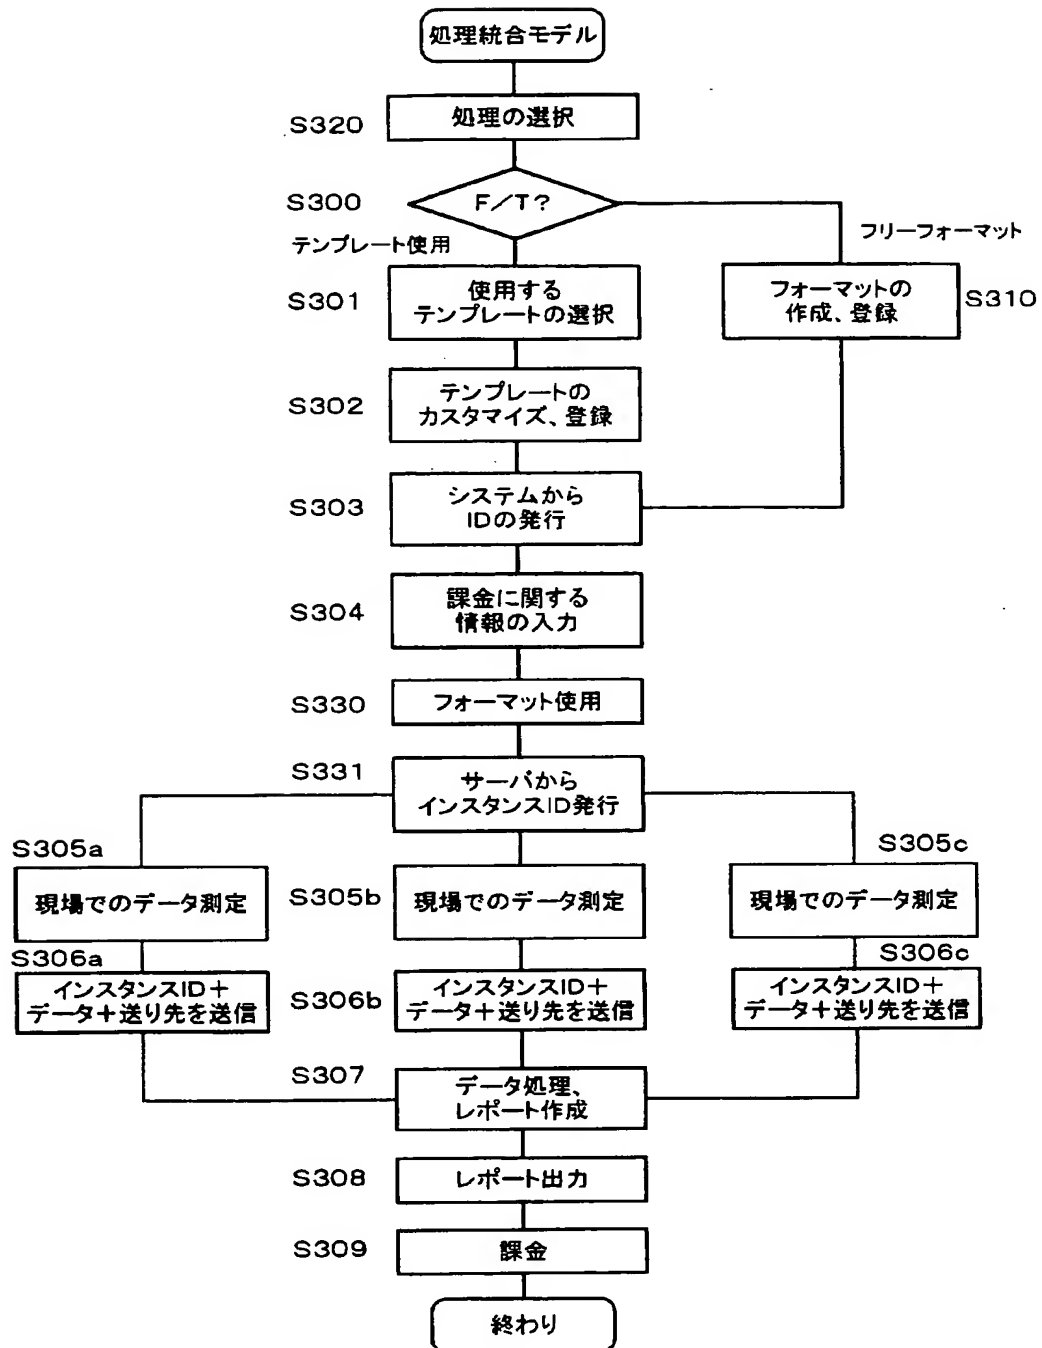 処理統合モデル
S320
処理の選択
S300
F/T?
テンプレート使用
フリーフォーマット
S301
使用する
テンプレートの選択
フォーマットの
作成、登録
S310
S302
テンプレートの
カスタマイズ、登録
S303
システムから
IDの発行
S304
課金に関する
情報の入力
S330
フォーマット使用
S331
サーバから
インスタンスID発行
S305a
現場でのデータ測定
S305b
現場でのデータ測定
S305c
現場でのデータ測定
S306a
インスタンスID+
データ+送り先を送信
S306b
インスタンスID+
データ+送り先を送信
S306c
インスタンスID+
データ+送り先を送信
S307
データ処理、
レポート作成
S308
レポート出力
S309
課金
終わり